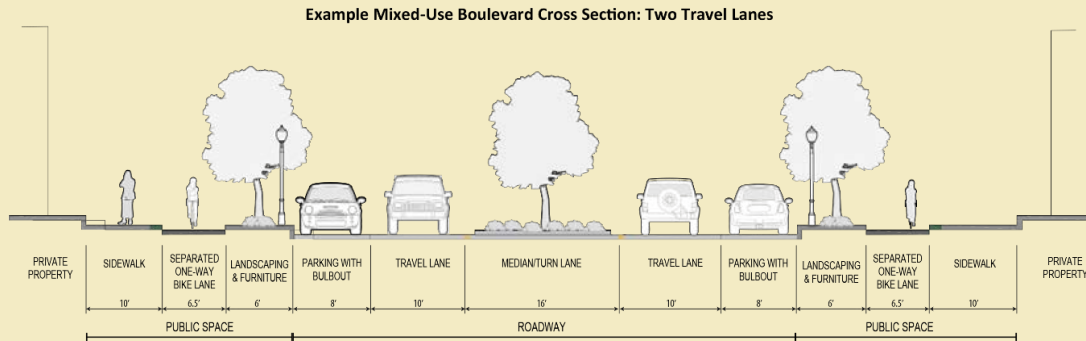 Example Mixed-Use Boulevard Cross Section: Two Travel Lanes
PRIVATE
PROPERTY
SIDEWALK
SEPARATED
ONE-WAY
BIKE LANE
LANDSCAPING
& FURNITURE
PARKING WITH
BULBOUT
TRAVEL LANE
MEDIAN/TURN LANE
TRAVEL LANE
PARKING WITH
BULBOUT
LANDSCAPING
& FURNITURE
SEPARATED
ONE-WAY
BIKE LANE
SIDEWALK
PRIVATE
PROPERTY
10' 6.5' 6' 8' 10' 16' 10' 8' 6' 6.5' 10'
PUBLIC SPACE ROADWAY PUBLIC SPACE